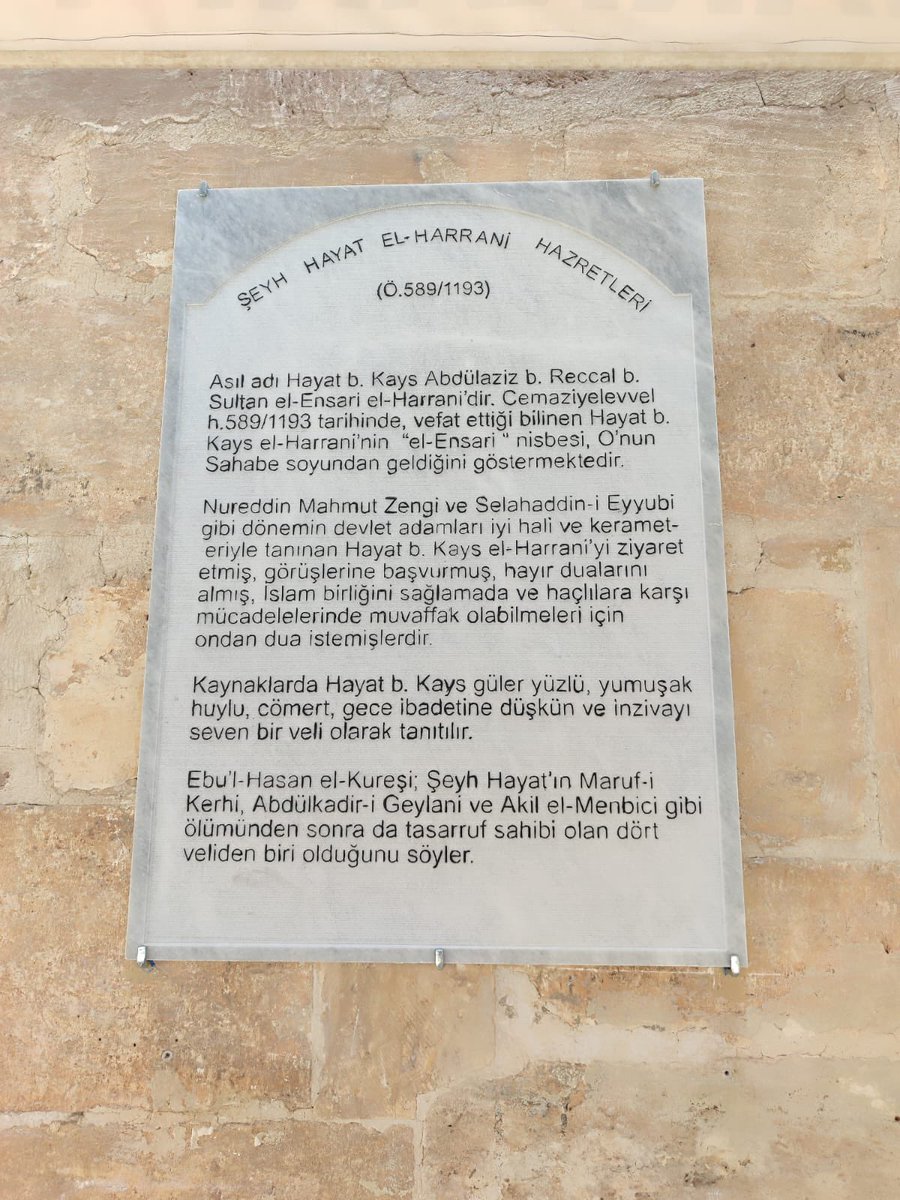 ŞEYH HAYAT EL-HARRANİ HAZRETLERİ
(Ö.589/1193)
Asıl adı Hayat b. Kays Abdülaziz b. Reccal b.
Sultan el-Ensari el-Harrani'dir. Cemaziyelevvel
h.589/1193 tarihinde, vefat ettiği bilinen Hayat b.
Kays el-Harrani'nin "el-Ensari " nisbesi, O'nun
Sahabe soyundan geldiğini göstermektedir.
Nureddin Mahmut Zengi ve Selahaddin-i Eyyubi
gibi dönemin devlet adamları iyi hali ve keramet-
eriyle tanınan Hayat b. Kays el-Harrani'yi ziyaret
etmiş, görüşlerine başvurmuş, hayır dualarını
almış, İslam birliğini sağlamada ve haçlılara karşı
mücadelelerinde muvaffak olabilmeleri için
ondan dua istemişlerdir.
Kaynaklarda Hayat b. Kays güler yüzlü, yumuşak
huylu, cömert, gece ibadetine düşkün ve inzivayı
seven bir veli olarak tanıtılır.
Ebu'l-Hasan el-Kureşi; Şeyh Hayat'ın Maruf-i
Kerhi, Abdülkadir-i Geylani ve Akil el-Menbici gibi
ölümünden sonra da tasarruf sahibi olan dört
veliden biri olduğunu söyler.